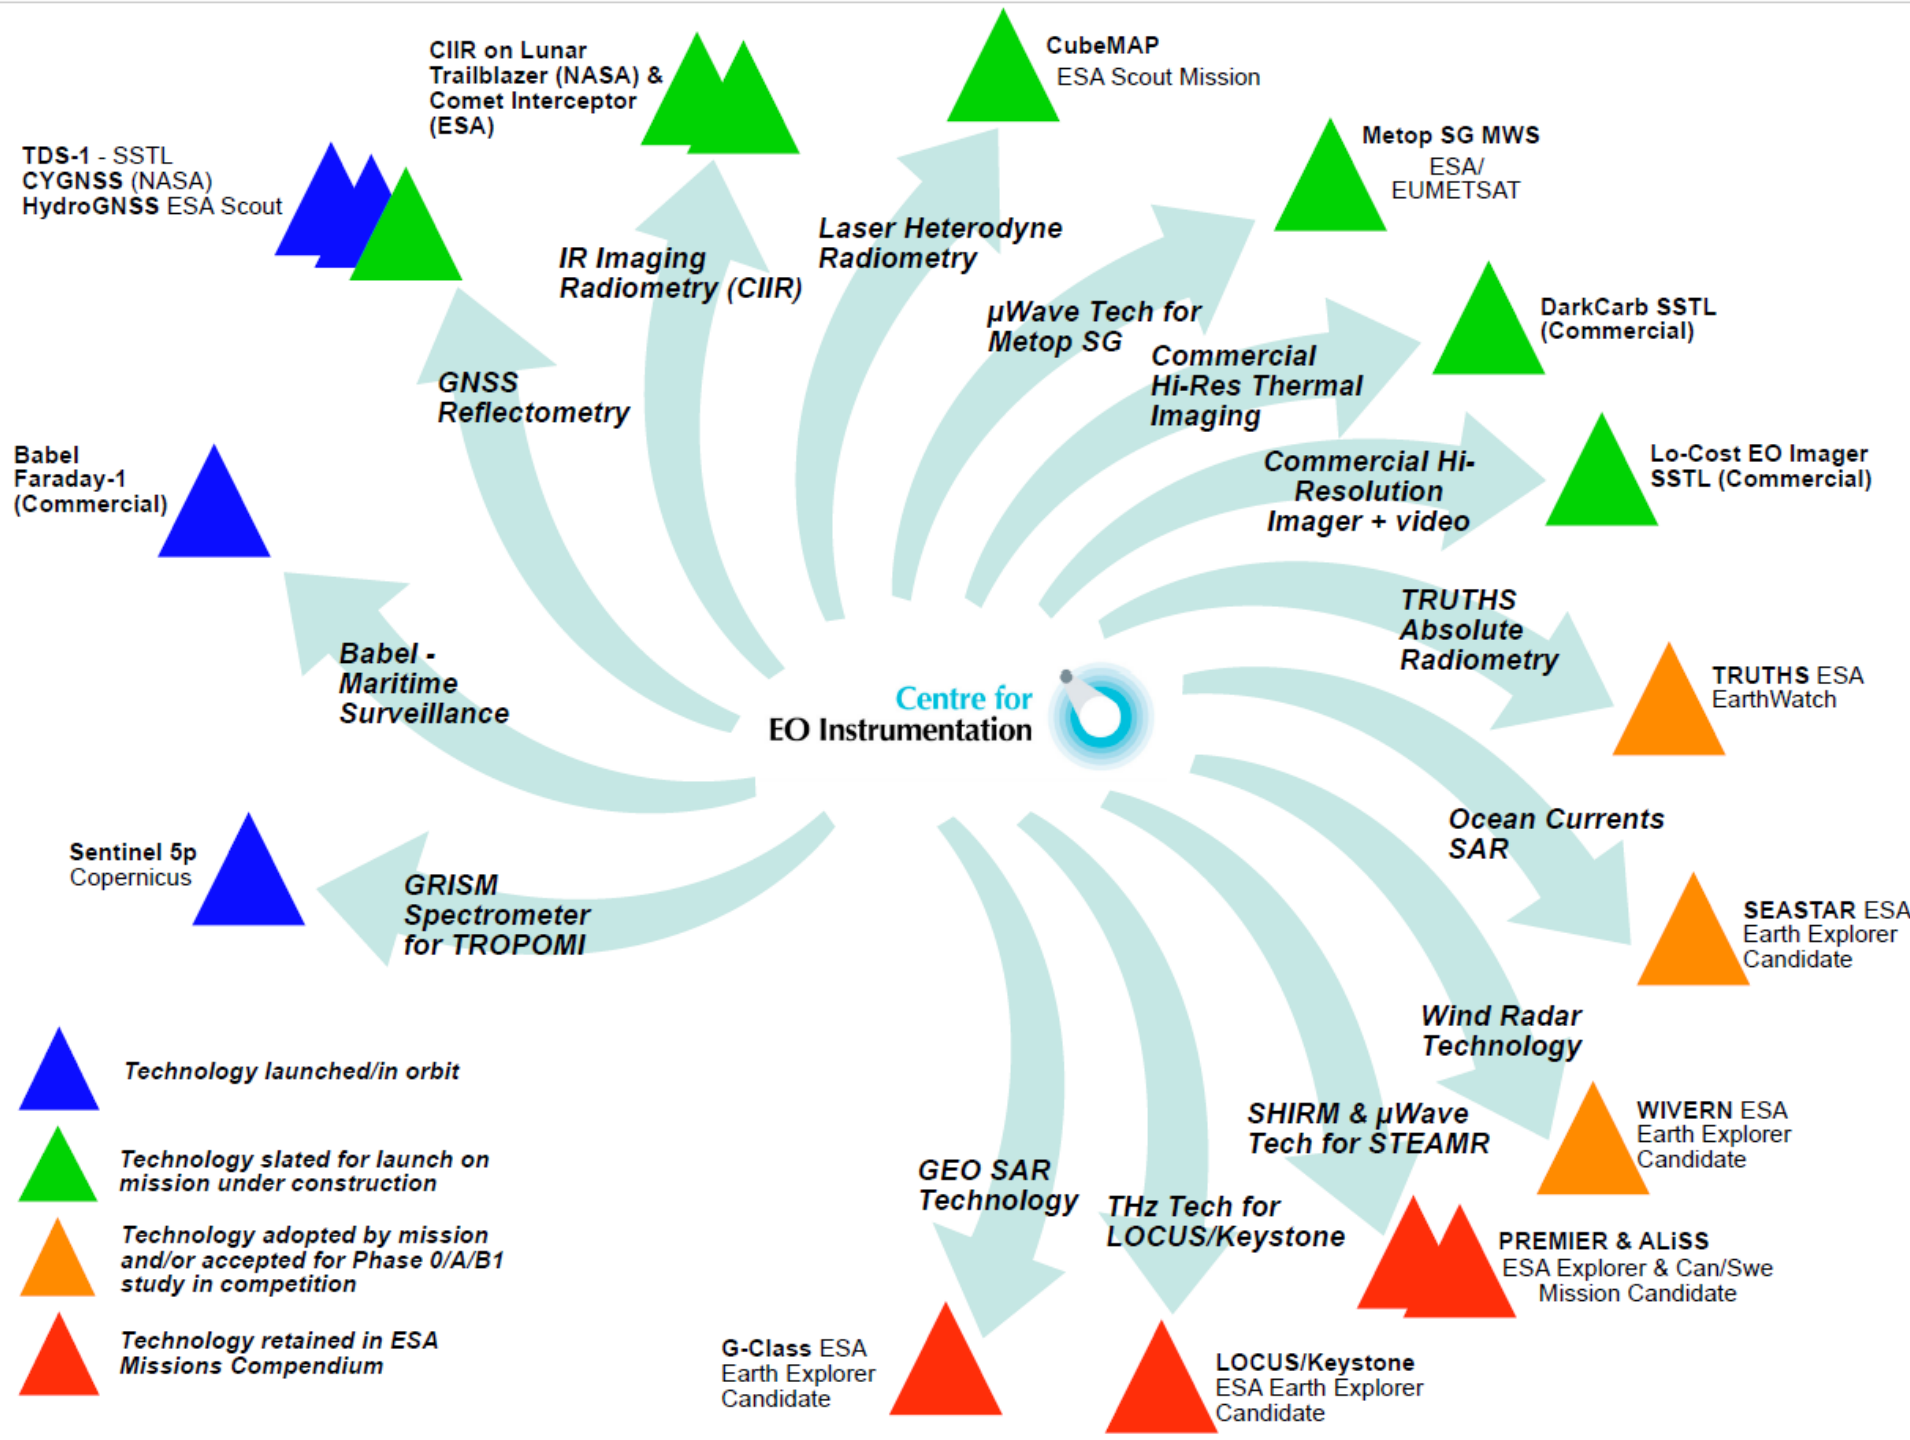 CIIR on Lunar
Trailblazer (NASA) &
Comet Interceptor
(ESA)
CubeMAP
ESA Scout Mission
Metop SG MWS
ESA/
EUMETSAT
TDS-1 - SSTL
CYGNSS (NASA)
HydroGNSS ESA Scout
IR Imaging
Radiometry (CIIR)
Laser Heterodyne
Radiometry
µWave Tech for
Metop SG
DarkCarb SSTL
(Commercial)
GNSS
Reflectometry
Commercial
Hi-Res Thermal
Imaging
Babel
Faraday-1
(Commercial)
Commercial Hi-
Resolution
Imager + video
Lo-Cost EO Imager
SSTL (Commercial)
TRUTHS
Absolute
Radiometry
TRUTHS ESA
EarthWatch
Babel -
Maritime
Surveillance
Centre for
EO Instrumentation
Ocean Currents
SAR
Sentinel 5p
Copernicus
GRISM
Spectrometer
for TROPOMI
SEASTAR ESA
Earth Explorer
Candidate
Wind Radar
Technology
WIVERN ESA
Earth Explorer
Candidate
SHIRM & µWave
Tech for STEAMR
GEO SAR
Technology
THz Tech for
LOCUS/Keystone
PREMIER & ALiSS
ESA Explorer & Can/Swe
Mission Candidate
G-Class ESA
Earth Explorer
Candidate
LOCUS/Keystone
ESA Earth Explorer
Candidate
Technology launched/in orbit
Technology slated for launch on
mission under construction
Technology adopted by mission
and/or accepted for Phase 0/A/B1
study in competition
Technology retained in ESA
Missions Compendium